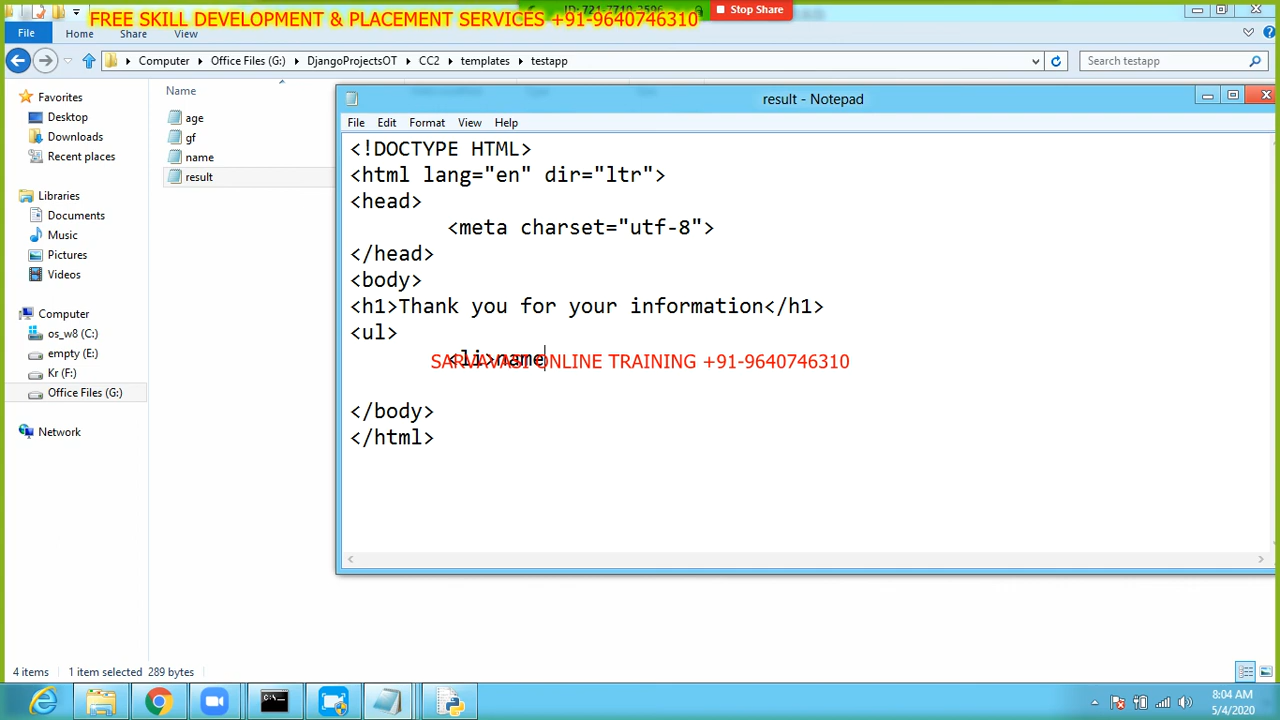 FREE SKILL DEVELOPMENT & PLACEMENT SERVICES +91-9640746310
Stop Share
File Home Share View
Computer Office Files (G:) DjangoProjectsOT CC2 templates testapp
Search testapp
Favorites
Desktop
Downloads
Recent places
Libraries
Documents
Music
Pictures
Videos
Computer
os_w8 (C:)
empty (E:)
Kr (F:)
Office Files (G:)
Network
Name
age
gf
name
result
result - Notepad
File Edit Format View Help
<!DOCTYPE HTML>
<html lang="en" dir="ltr">
<head>
<meta charset="utf-8">
</head>
<body>
<h1>Thank you for your information</h1>
<ul>
<li>name
SARVAVASI ONLINE TRAINING +91-9640746310
</body>
</html>
4 items 1 item selected 289 bytes
8:04 AM
5/4/2020